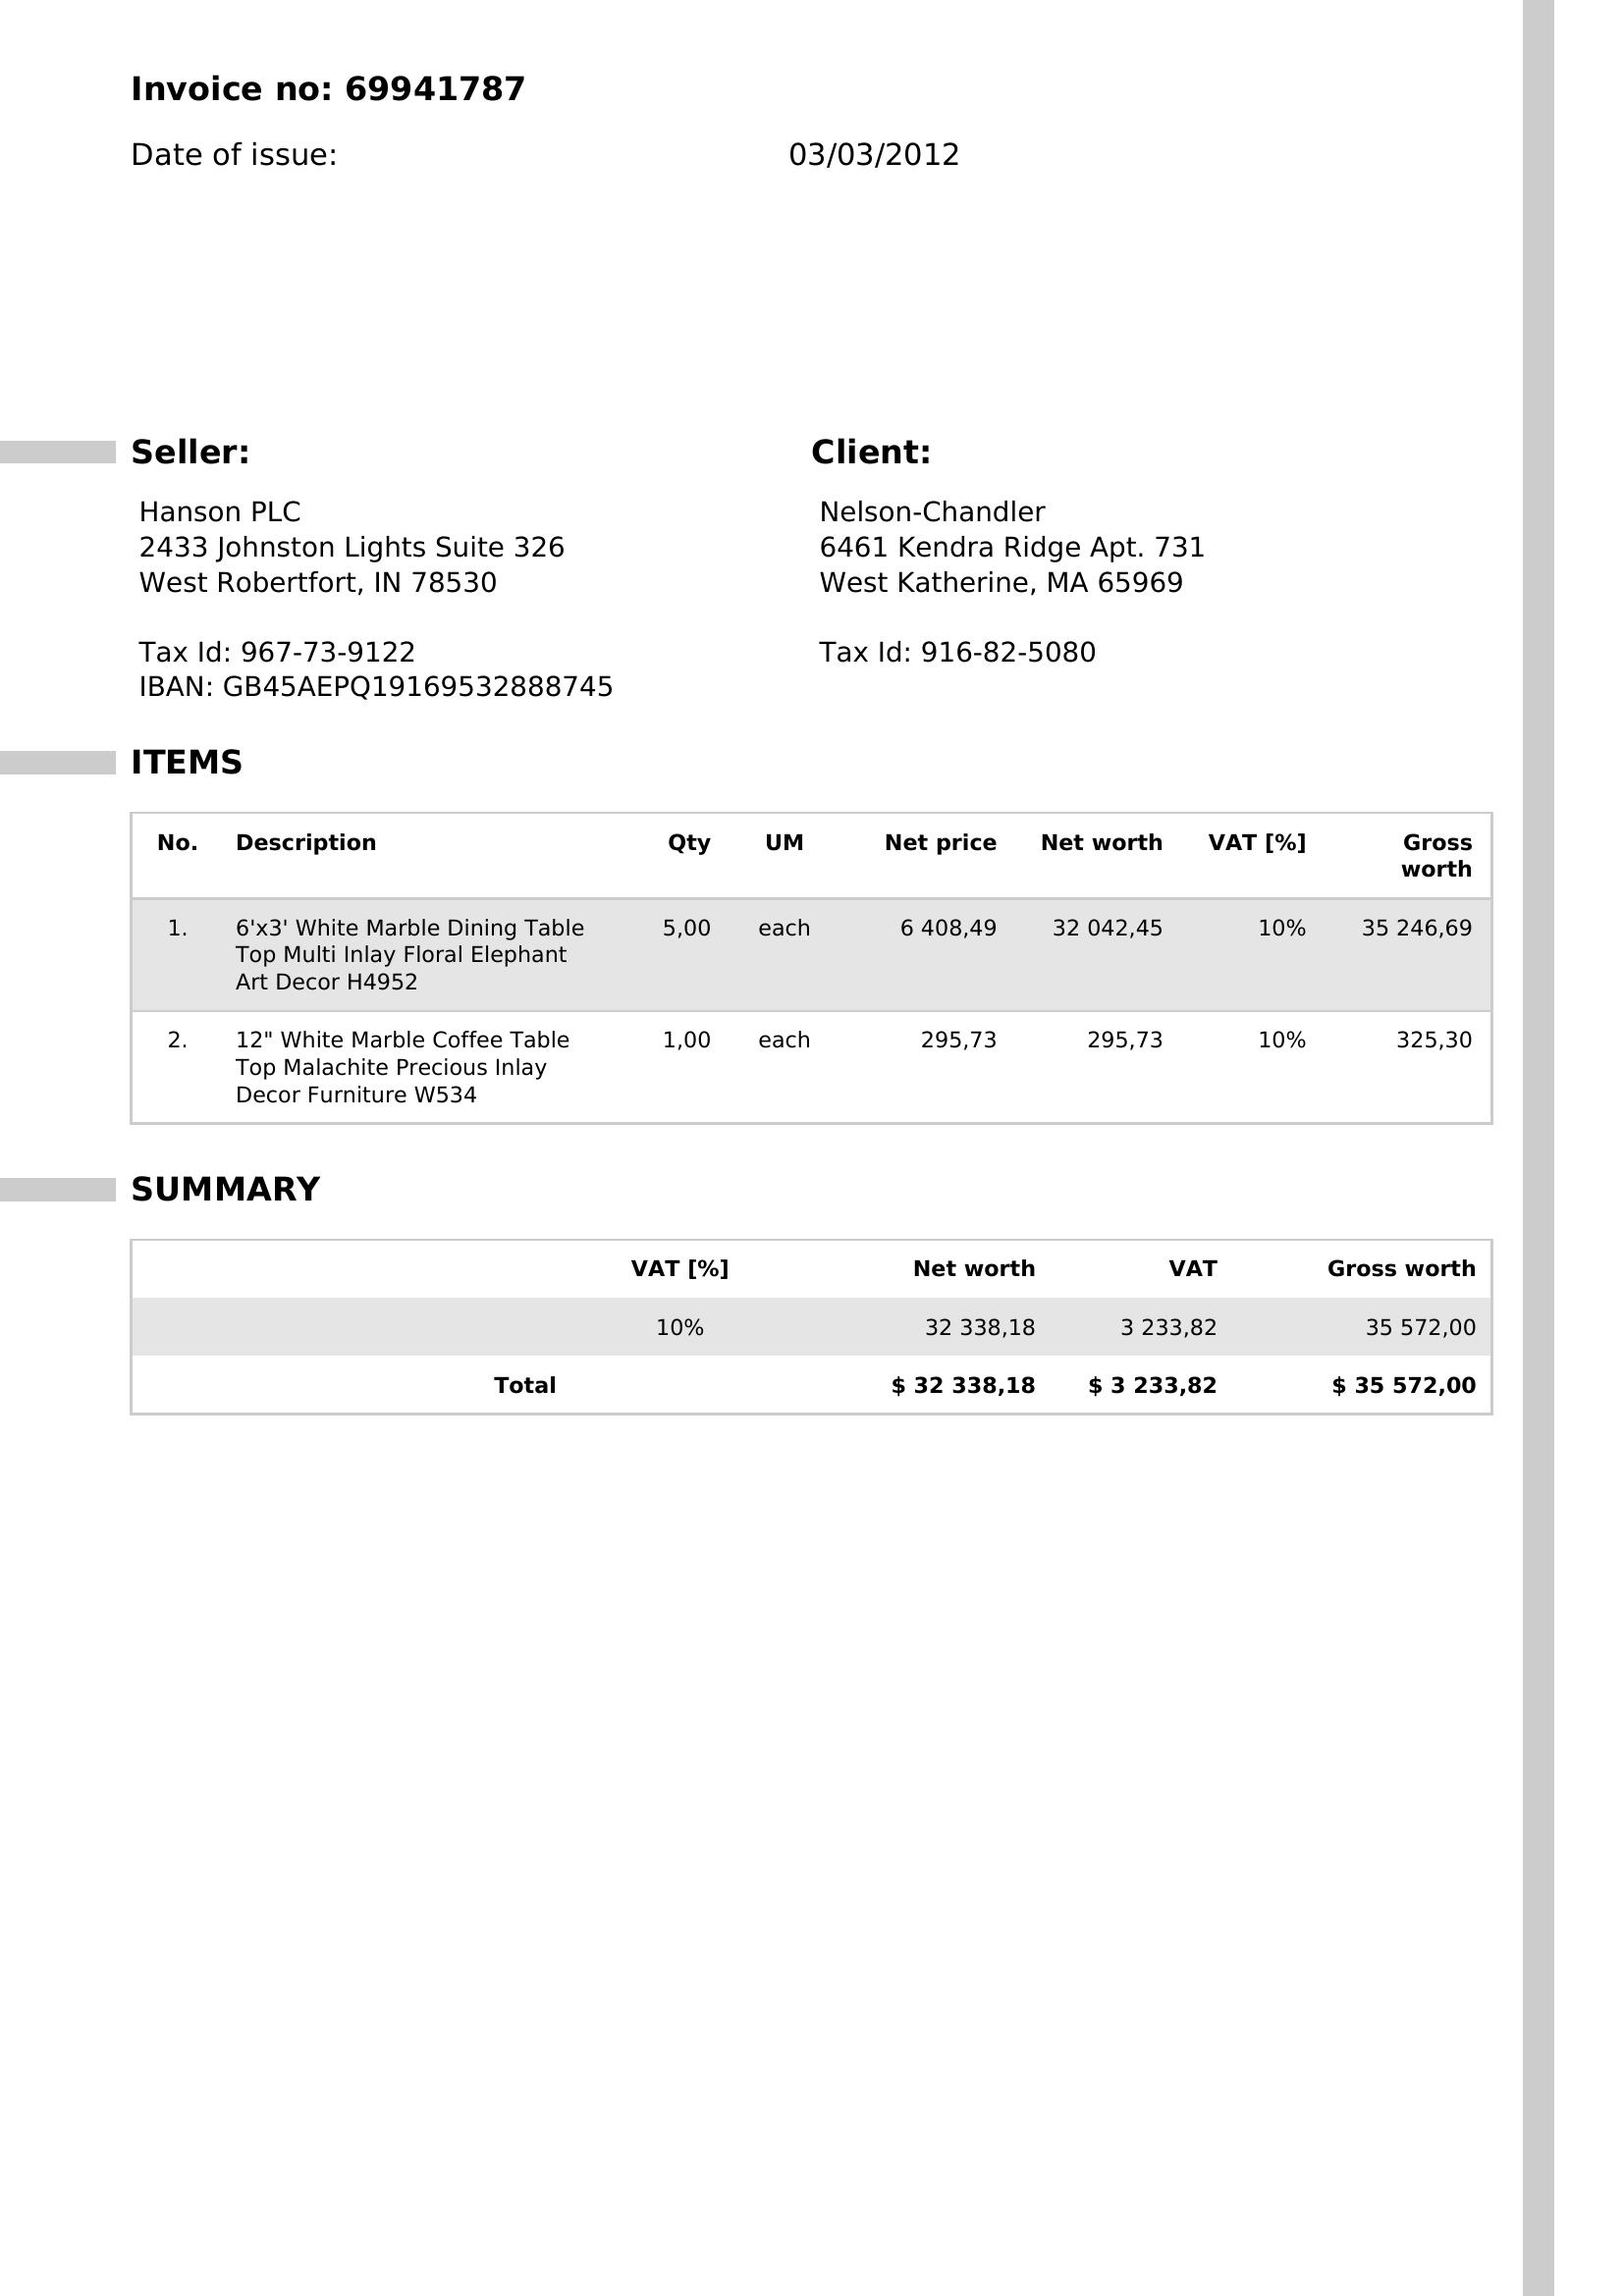 Invoice no: 69941787
Date of issue: 03/03/2012
Seller:
Hanson PLC
2433 Johnston Lights Suite 326
West Robertfort, IN 78530
Tax Id: 967-73-9122
IBAN: GB45AEPQ19169532888745
Client:
Nelson-Chandler
6461 Kendra Ridge Apt. 731
West Katherine, MA 65969
Tax Id: 916-82-5080
ITEMS
No. Description Qty UM Net price Net worth VAT [%] Gross
worth
1. 6'x3' White Marble Dining Table 5,00 each 6 408,49 32 042,45 10% 35 246,69
Top Multi Inlay Floral Elephant
Art Decor H4952
2. 12" White Marble Coffee Table 1,00 each 295,73 295,73 10% 325,30
Top Malachite Precious Inlay
Decor Furniture W534
SUMMARY
VAT [%] Net worth VAT Gross worth
10% 32 338,18 3 233,82 35 572,00
Total $ 32 338,18 $ 3 233,82 $ 35 572,00